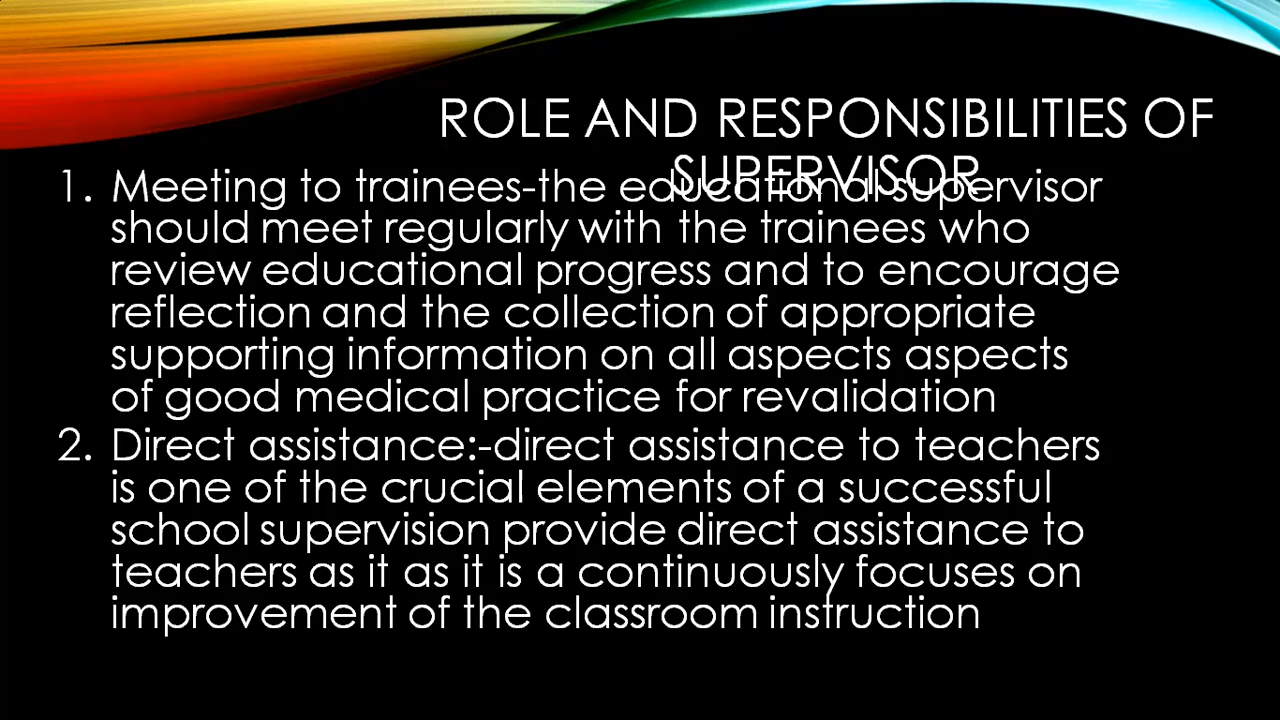 ROLE AND RESPONSIBILITIES OF
SUPERVISOR
1. Meeting to trainees-the educational supervisor
should meet regularly with the trainees who
review educational progress and to encourage
reflection and the collection of appropriate
supporting information on all aspects aspects
of good medical practice for revalidation
2. Direct assistance:-direct assistance to teachers
is one of the crucial elements of a successful
school supervision provide direct assistance to
teachers as it as it is a continuously focuses on
improvement of the classroom instruction